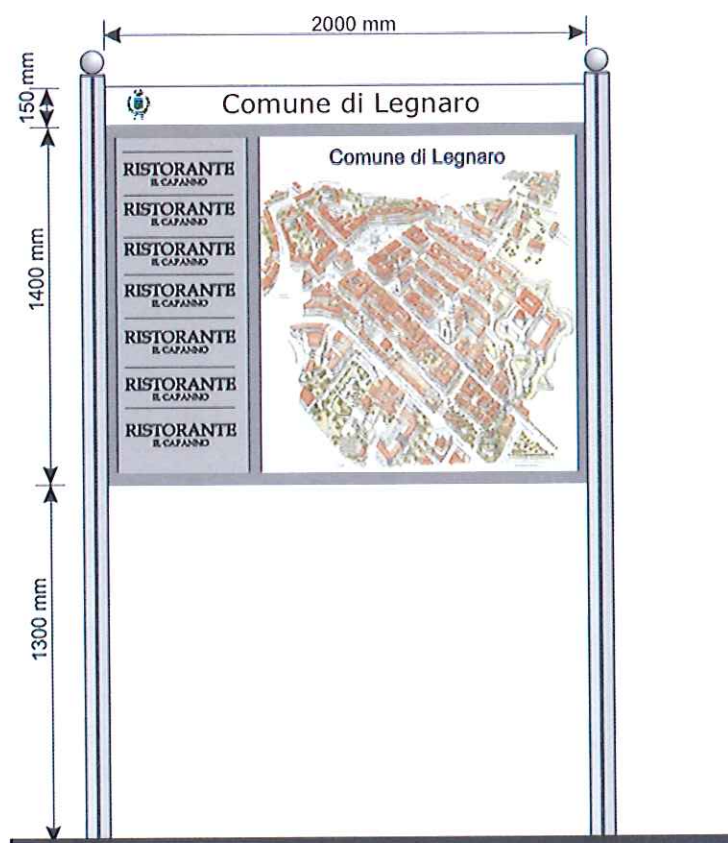 2000 mm
150 mm
Comune di Legnaro
1400 mm
Comune di Legnaro
RISTORANTE
IL CAPANNO
RISTORANTE
IL CAPANNO
RISTORANTE
IL CAPANNO
RISTORANTE
IL CAPANNO
RISTORANTE
IL CAPANNO
RISTORANTE
IL CAPANNO
RISTORANTE
IL CAPANNO
1300 mm